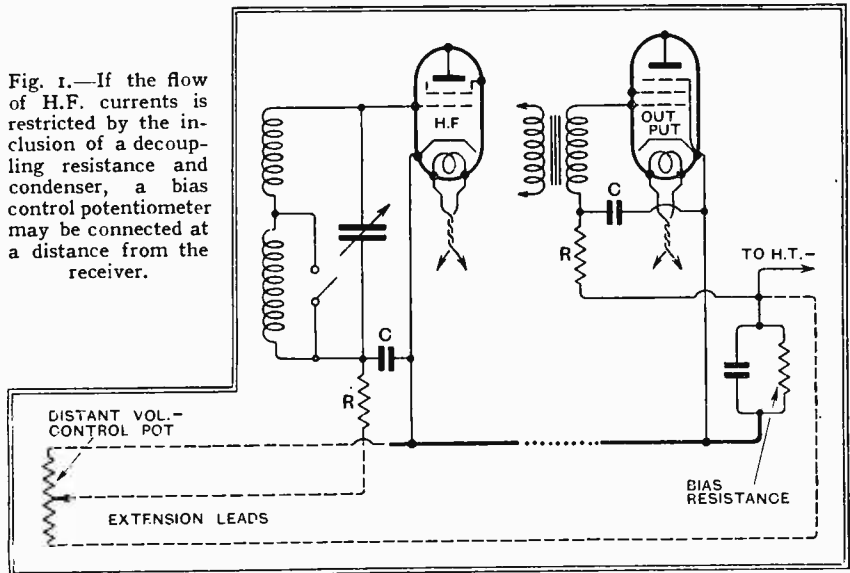 Fig. 1.—If the flow
of H.F. currents is
restricted by the in-
clusion of a decoup-
ling resistance and
condenser, a bias
control potentiometer
may be connected at
a distance from the
receiver.
H.F
OUT
PUT
C
R
TO H.T.-
C
R
DISTANT VOL.-
CONTROL POT
BIAS
RESISTANCE
EXTENSION LEADS